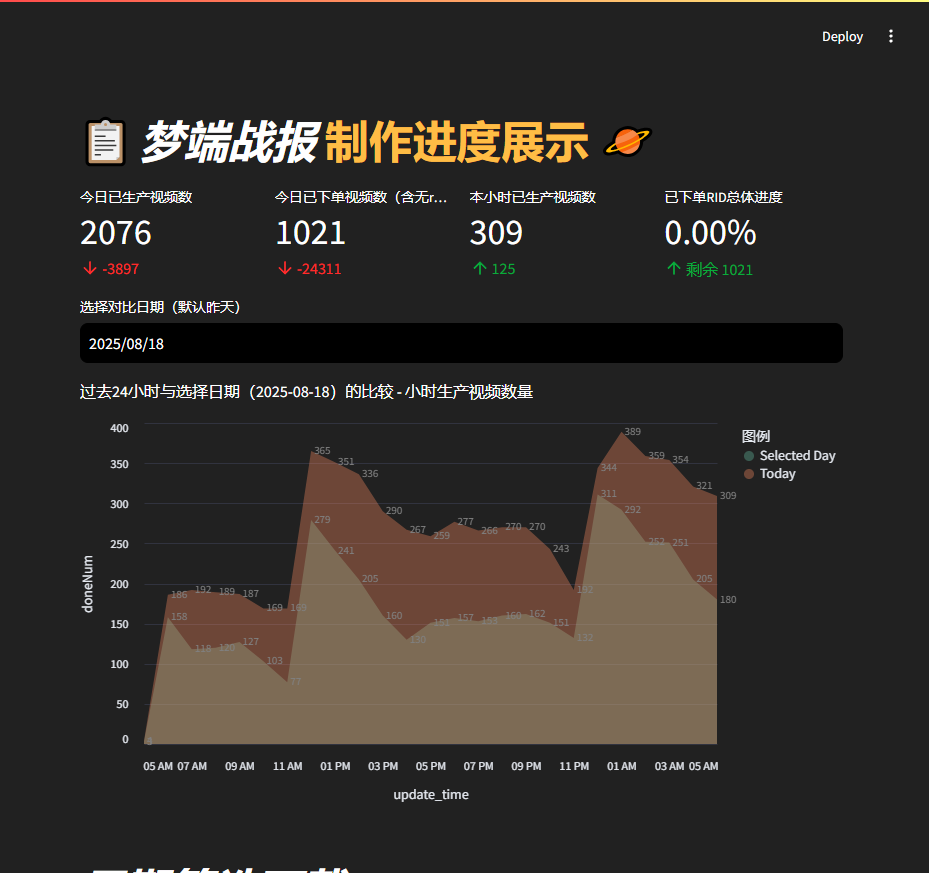 Deploy
梦端战报 制作进度展示
今日已生产视频数
2076
-3897
今日已下单视频数（含无r...
1021
-24311
本小时已生产视频数
309
125
已下单RID总体进度
0.00%
剩余 1021
选择对比日期（默认昨天）
2025/08/18
过去24小时与选择日期（2025-08-18）的比较 - 小时生产视频数量
图例
Selected Day
Today
doneNum
400
350
300
250
200
150
100
50
0
186 192 189 187 169 365 351 336 290 267 259 277 266 270 270 243 192 344 389 359 354 321 309
158 118 120 127 103 77 279 241 205 160 130 151 157 153 160 162 151 132 311 292 252 251 205 180
05 AM 07 AM 09 AM 11 AM 01 PM 03 PM 05 PM 07 PM 09 PM 11 PM 01 AM 03 AM 05 AM
update_time